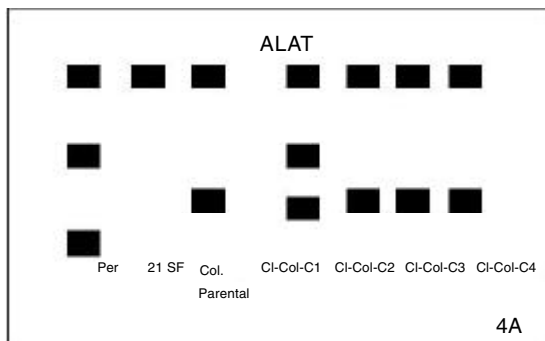 ALAT
Per 21 SF Col. Parental Cl-Col-C1 Cl-Col-C2 Cl-Col-C3 Cl-Col-C4
4A